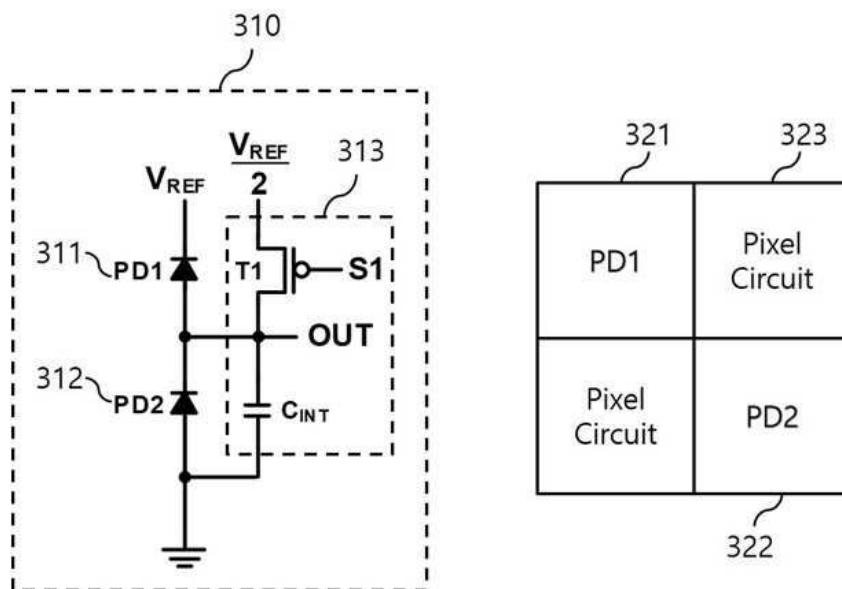 310
V_REF
V_REF
2
313
311
PD1
T1
S1
OUT
312
PD2
C_INT
321
323
PD1
Pixel
Circuit
Pixel
Circuit
PD2
322